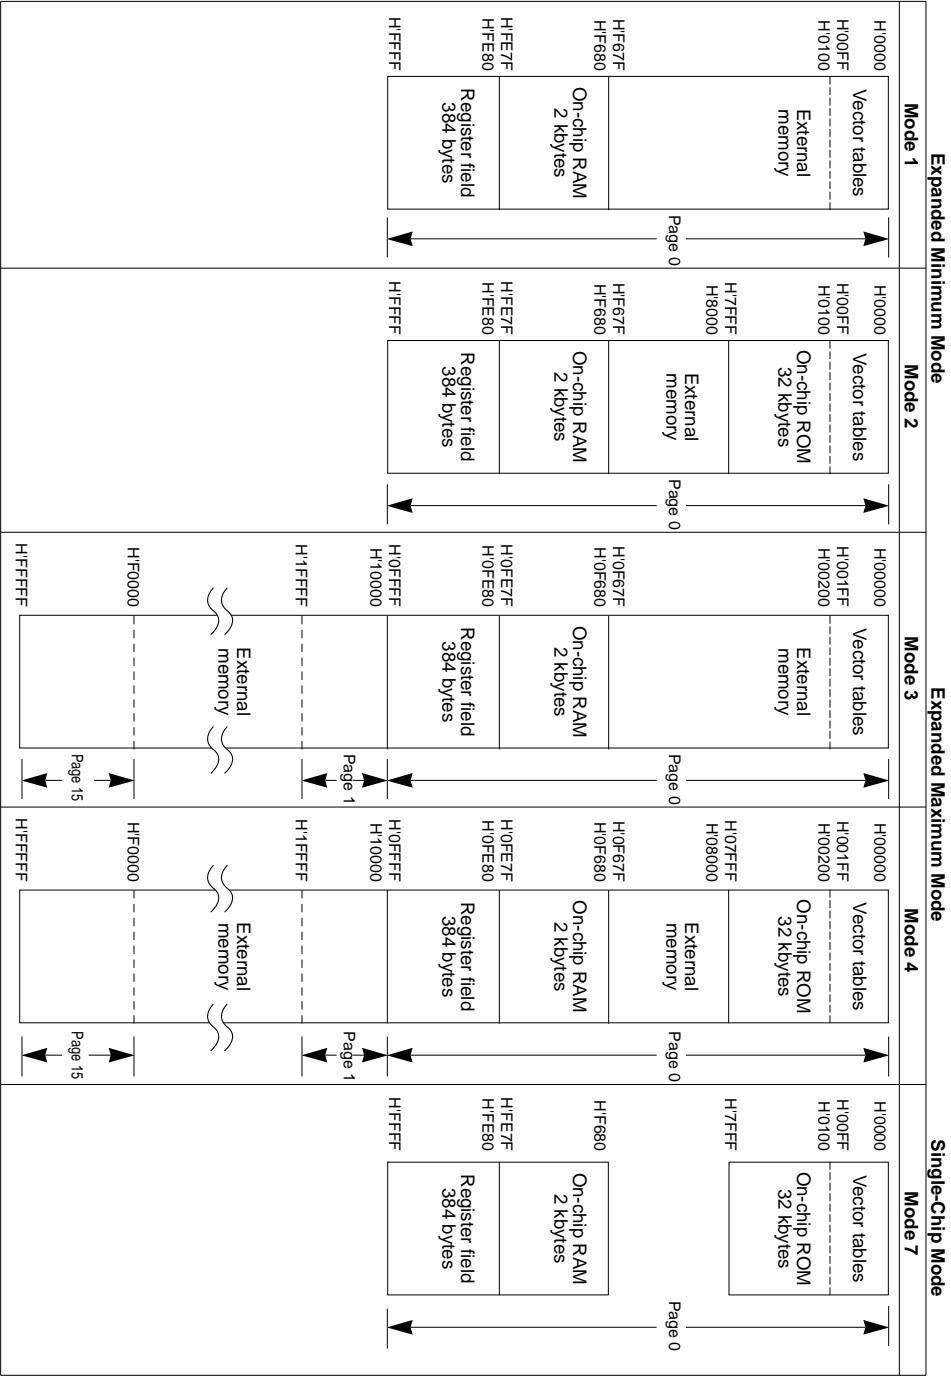 Expanded Minimum Mode
Mode 1
H'0000
H'00FF
H'0100
H'F67F
H'F680
H'FE7F
H'FE80
H'FFFF
Vector tables
External
memory
On-chip RAM
2 kbytes
Register field
384 bytes
Page 0
Mode 2
H'0000
H'00FF
H'0100
H'7FFF
H'8000
H'F67F
H'F680
H'FE7F
H'FE80
H'FFFF
Vector tables
On-chip ROM
32 kbytes
External
memory
On-chip RAM
2 kbytes
Register field
384 bytes
Page 0
Expanded Maximum Mode
Mode 3
H'00000
H'001FF
H'00200
H'0F67F
H'0F680
H'0FE7F
H'0FE80
H'0FFFF
H'10000
H'1FFFF
H'F0000
H'FFFFF
Vector tables
External
memory
On-chip RAM
2 kbytes
Register field
384 bytes
External
memory
Page 0
Page 1
Page 15
Mode 4
H'00000
H'001FF
H'00200
H'07FFF
H'08000
H'0F67F
H'0F680
H'0FE7F
H'0FE80
H'0FFFF
H'10000
H'1FFFF
H'F0000
H'FFFFF
Vector tables
On-chip ROM
32 kbytes
External
memory
On-chip RAM
2 kbytes
Register field
384 bytes
External
memory
Page 0
Page 1
Page 15
Single-Chip Mode
Mode 7
H'0000
H'00FF
H'0100
H'7FFF
H'F680
H'FE7F
H'FE80
H'FFFF
Vector tables
On-chip ROM
32 kbytes
On-chip RAM
2 kbytes
Register field
384 bytes
Page 0